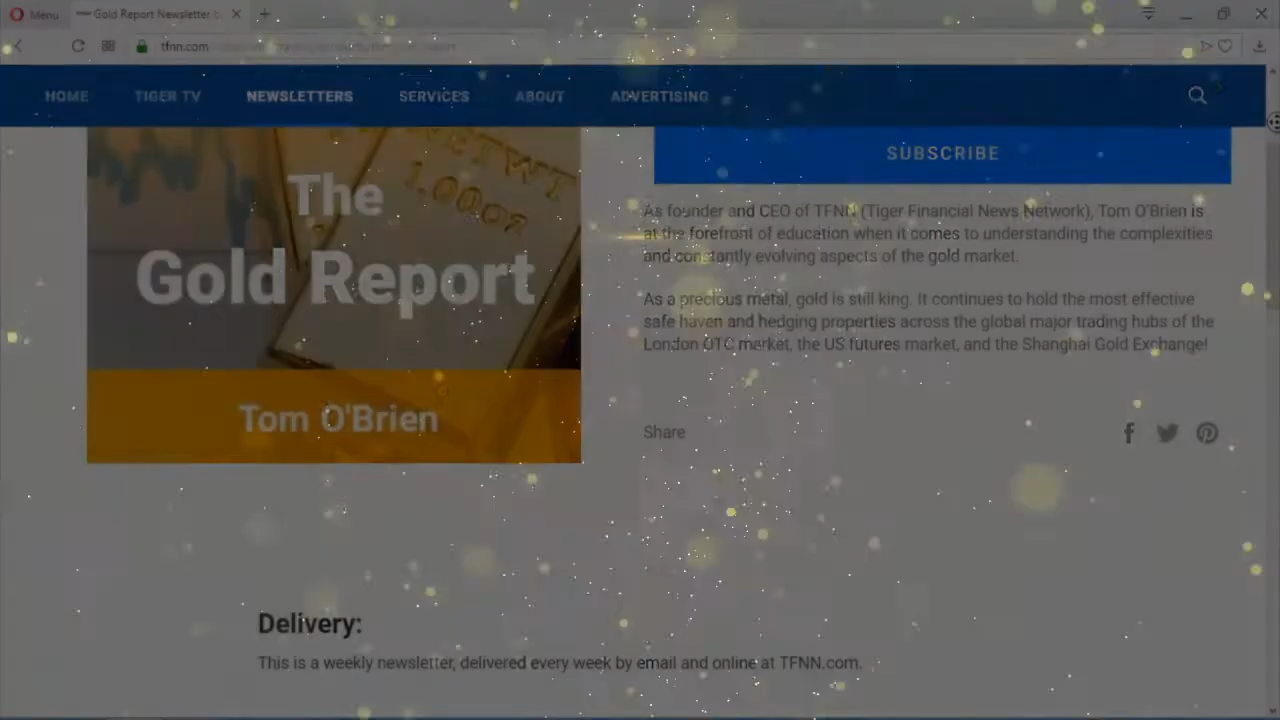 Menu
Gold Report Newsletter b
tfnn.com
HOME TIGER TV NEWSLETTERS SERVICES ABOUT ADVERTISING
NETWT
1.000z
The
Gold Report
Tom O'Brien
SUBSCRIBE
As founder and CEO of TFNN (Tiger Financial News Network), Tom O'Brien is
at the forefront of education when it comes to understanding the complexities
and constantly evolving aspects of the gold market.
As a precious metal, gold is still king. It continues to hold the most effective
safe haven and hedging properties across the global major trading hubs of the
London OTC market, the US futures market, and the Shanghai Gold Exchange!
Share
Delivery:
This is a weekly newsletter, delivered every week by email and online at TFNN.com.